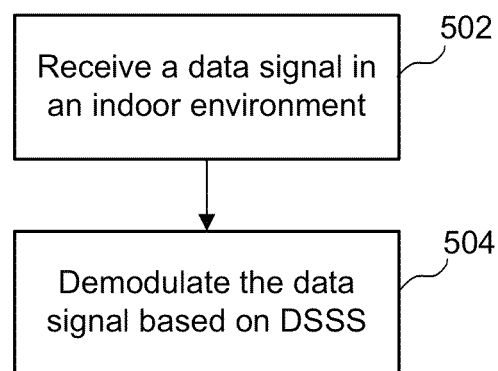 502
Receive a data signal in
an indoor environment
504
Demodulate the data
signal based on DSSS